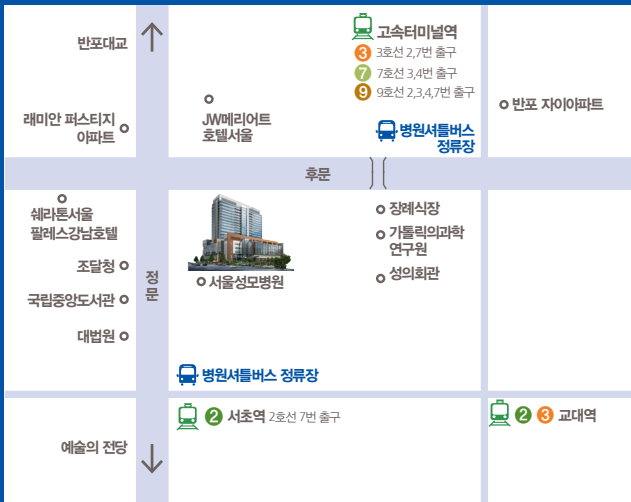 반포대교
고속터미널역
3 3호선 2,7번 출구
7 7호선 3,4번 출구
9 9호선 2,3,4,7번 출구
래미안 퍼스티지
아파트
JW메리어트
호텔서울
병원셔틀버스
정류장
반포 자이아파트
후문
쉐라톤서울
팔레스강남호텔
조달청
국립중앙도서관
대법원
정
문
서울성모병원
장례식장
가톨릭의과학
연구원
성의회관
병원셔틀버스 정류장
2 서초역 2호선 7번 출구
2 3 교대역
예술의 전당